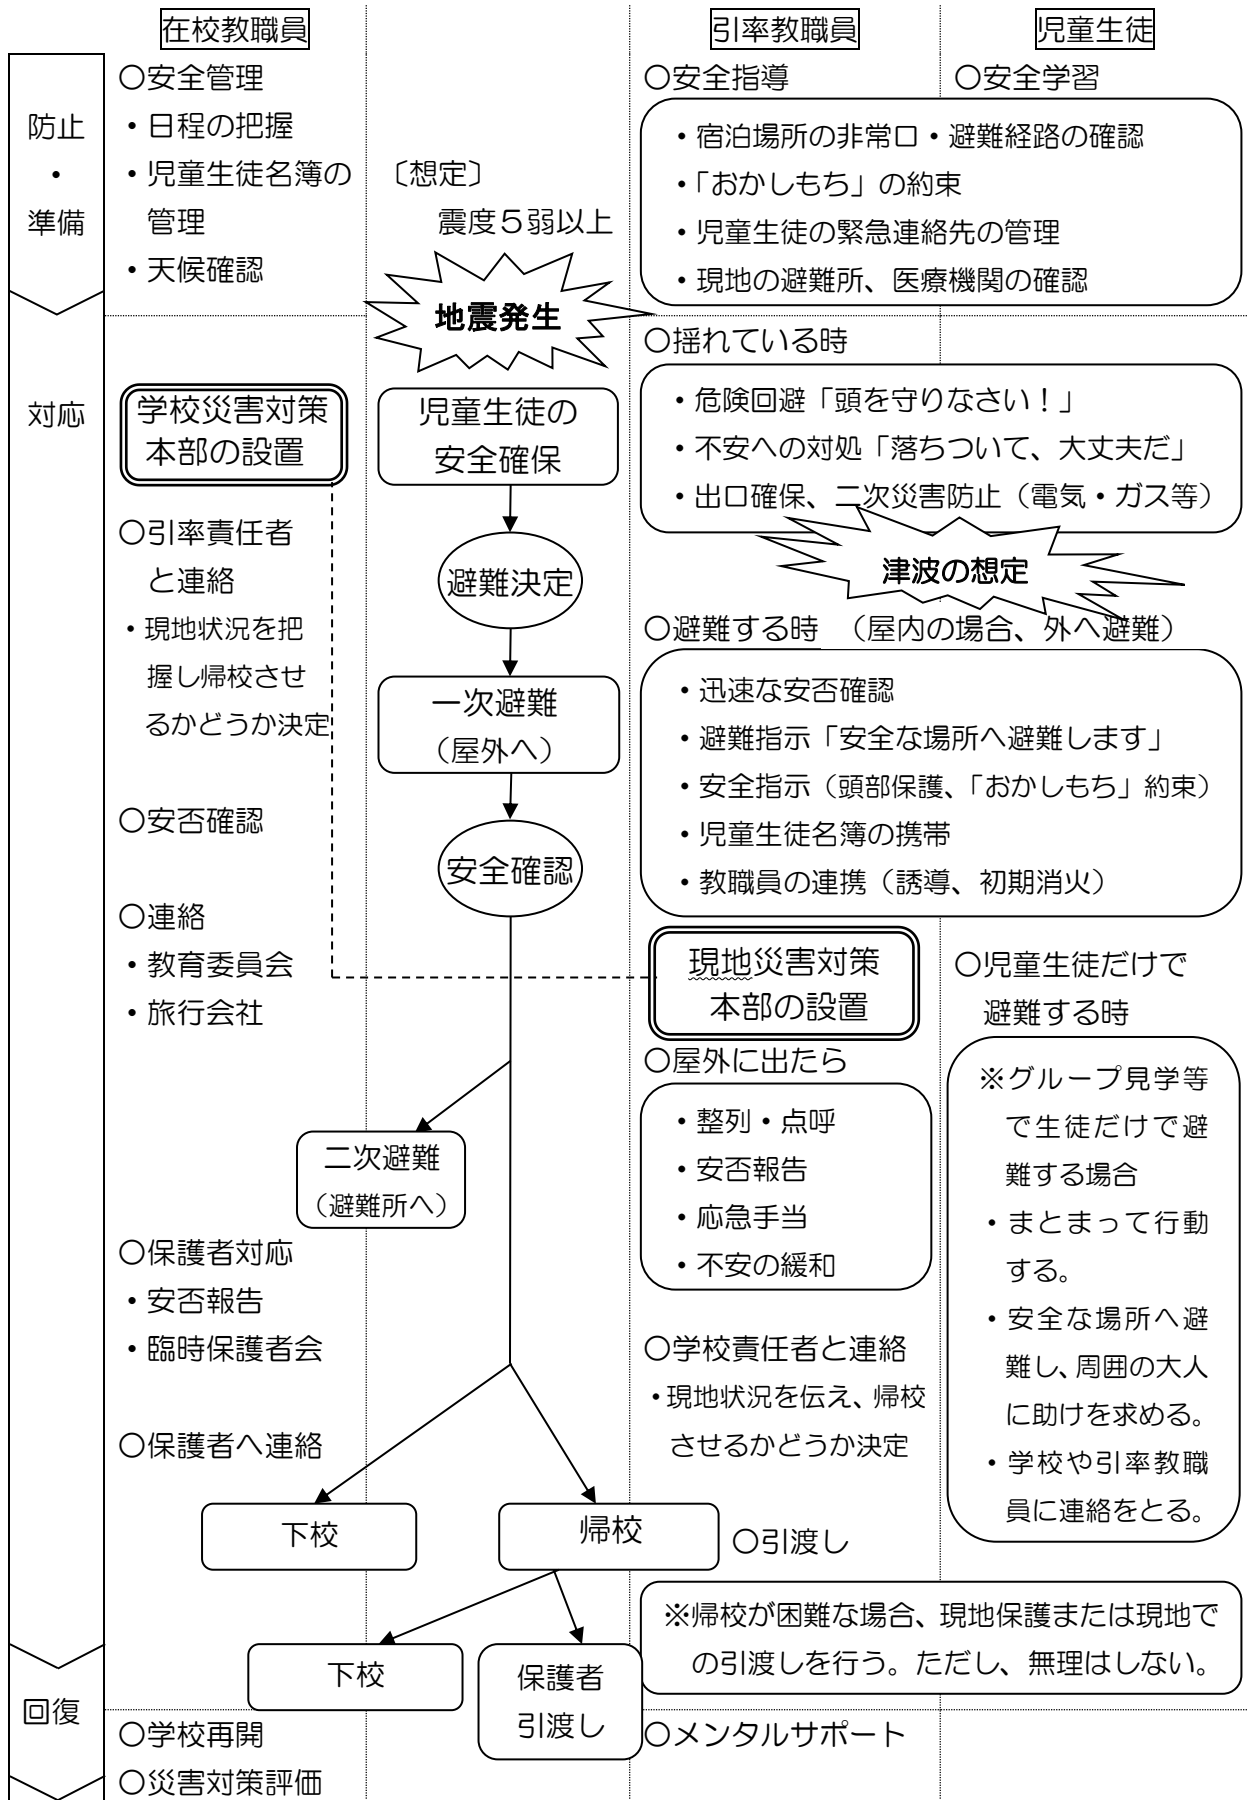 在校教職員
引率教職員
児童生徒
防止
・
準備
〇安全管理
・日程の把握
・児童生徒名簿の
管理
・天候確認
〔想定〕
震度５弱以上
地震発生
〇安全指導
〇安全学習
・宿泊場所の非常口・避難経路の確認
・「おかしもち」の約束
・児童生徒の緊急連絡先の管理
・現地の避難所、医療機関の確認
対応
学校災害対策
本部の設置
〇引率責任者
と連絡
・現地状況を把
握し帰校させ
るかどうか決定
〇安否確認
〇連絡
・教育委員会
・旅行会社
〇保護者対応
・安否報告
・臨時保護者会
〇保護者へ連絡
児童生徒の
安全確保
避難決定
一次避難
（屋外へ）
安全確認
二次避難
（避難所へ）
下校
帰校
下校
保護者
引渡し
〇揺れている時
・危険回避「頭を守りなさい！」
・不安への対処「落ちついて、大丈夫だ」
・出口確保、二次災害防止（電気・ガス等）
津波の想定
〇避難する時　（屋内の場合、外へ避難）
・迅速な安否確認
・避難指示「安全な場所へ避難します」
・安全指示（頭部保護、「おかしもち」約束）
・児童生徒名簿の携帯
・教職員の連携（誘導、初期消火）
現地災害対策
本部の設置
〇屋外に出たら
・整列・点呼
・安否報告
・応急手当
・不安の緩和
〇学校責任者と連絡
・現地状況を伝え、帰校
させるかどうか決定
〇引渡し
〇児童生徒だけで
避難する時
※グループ見学等
で生徒だけで避
難する場合
・まとまって行動
する。
・安全な場所へ避
難し、周囲の大人
に助けを求める。
・学校や引率教職
員に連絡をとる。
※帰校が困難な場合、現地保護または現地で
の引渡しを行う。ただし、無理はしない。
回復
〇学校再開
〇災害対策評価
〇メンタルサポート